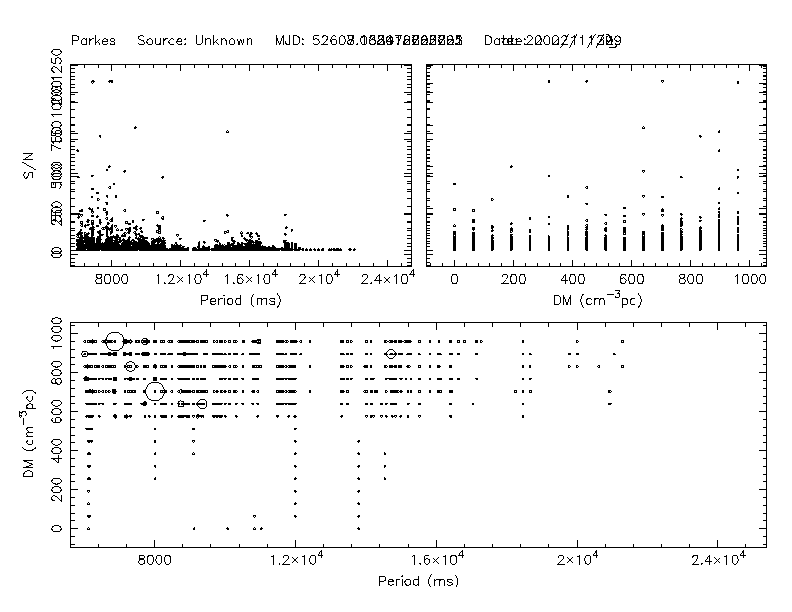 Parkes Source: Unknown MJD: Date:
S/N
0
8000 1.2×10⁴ 1.6×10⁴ 2×10⁴ 2.4×10⁴
Period (ms)
0 200 400 600 800 1000
DM (cm⁻³pc)
DM (cm⁻³pc)
1000
800
600
400
200
0
8000 1.2×10⁴ 1.6×10⁴ 2×10⁴ 2.4×10⁴
Period (ms)